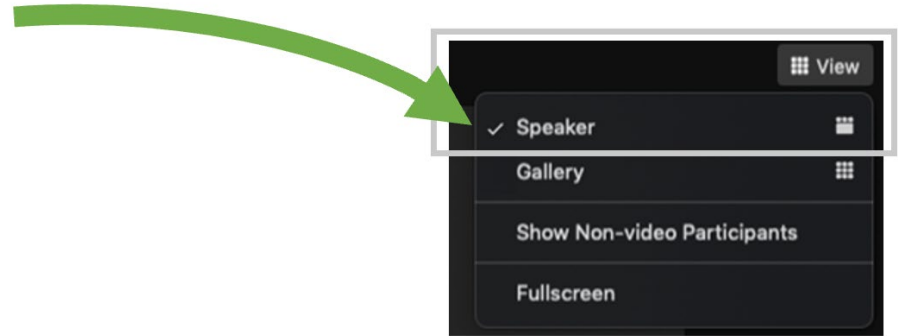 View
Speaker
Gallery
Show Non-video Participants
Fullscreen